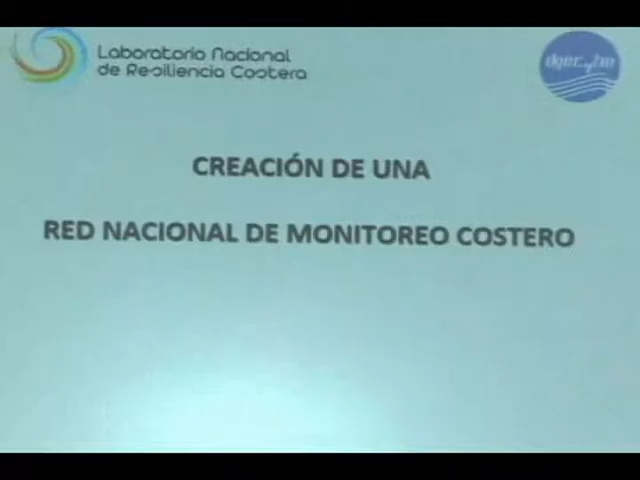 Laboratorio Nacional
de Resiliencia Costera
CREACIÓN DE UNA
RED NACIONAL DE MONITOREO COSTERO